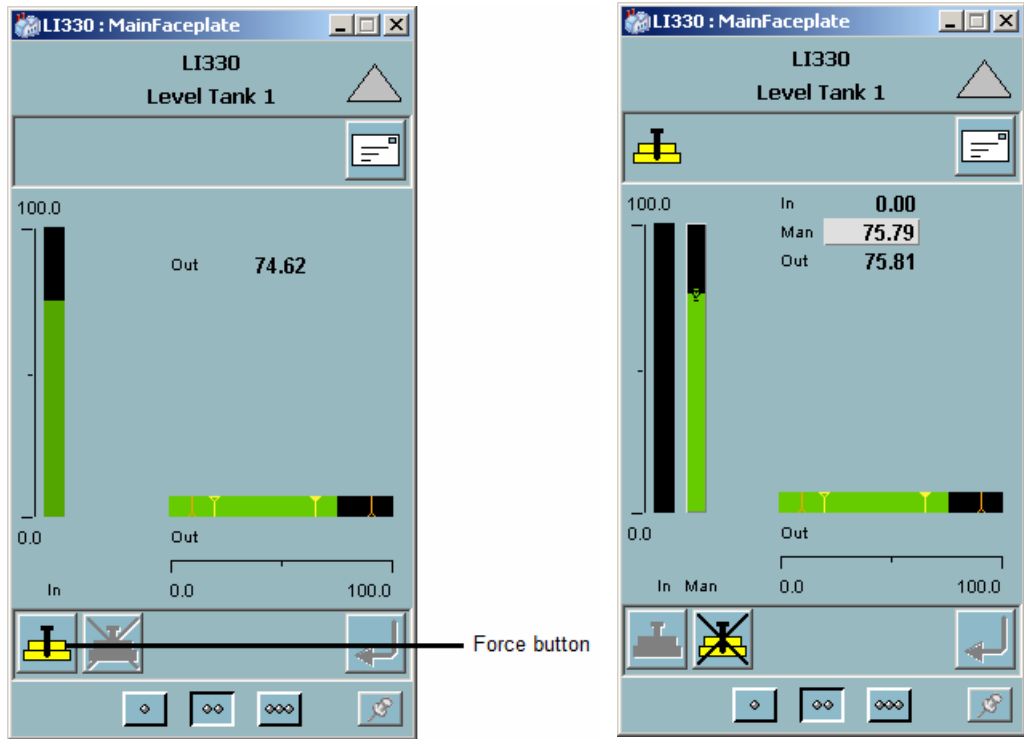 LI330 : MainFaceplate
LI330
Level Tank 1
100.0
Out 74.62
0.0
Out
In
0.0 100.0
Force button
LI330 : MainFaceplate
LI330
Level Tank 1
100.0
In 0.00
Man 75.79
Out 75.81
0.0
Out
In Man
0.0 100.0